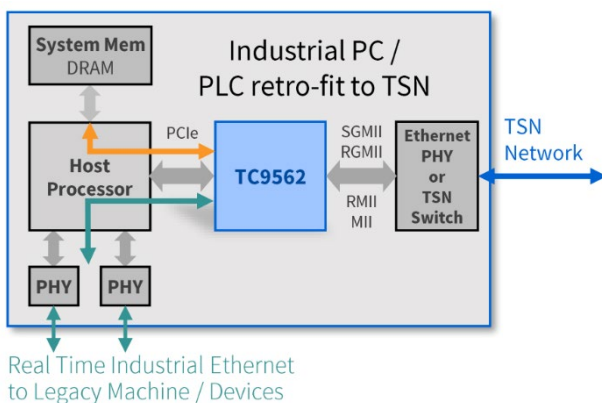 System Mem
DRAM
Industrial PC /
PLC retro-fit to TSN
PCIe
Host
Processor
TC9562
SGMII
RGMII
RMII
MII
Ethernet
PHY
or
TSN
Switch
TSN
Network
PHY
PHY
Real Time Industrial Ethernet
to Legacy Machine / Devices